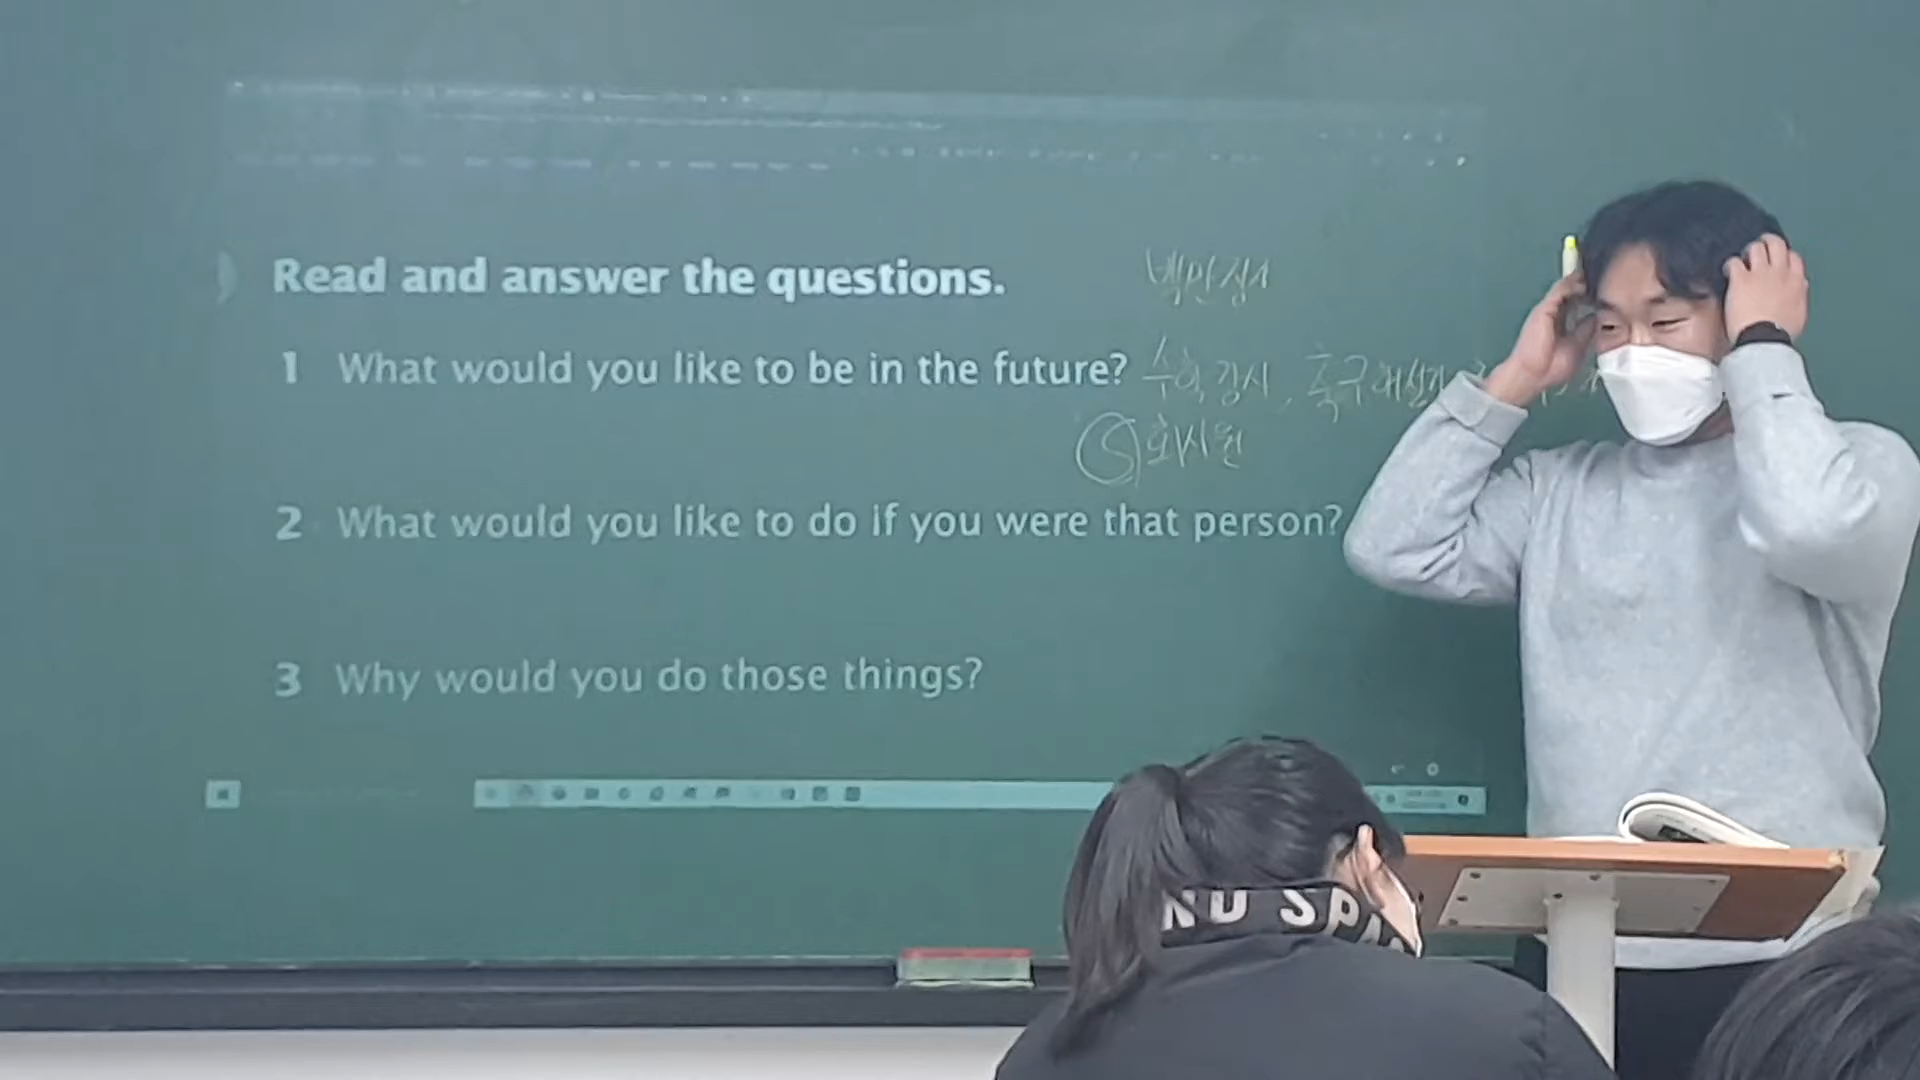 Read and answer the questions.
백만장자
1 What would you like to be in the future? 수학강사, 축구해설
Ⓢ회사원
2 What would you like to do if you were that person?
3 Why would you do those things?
ND SPA